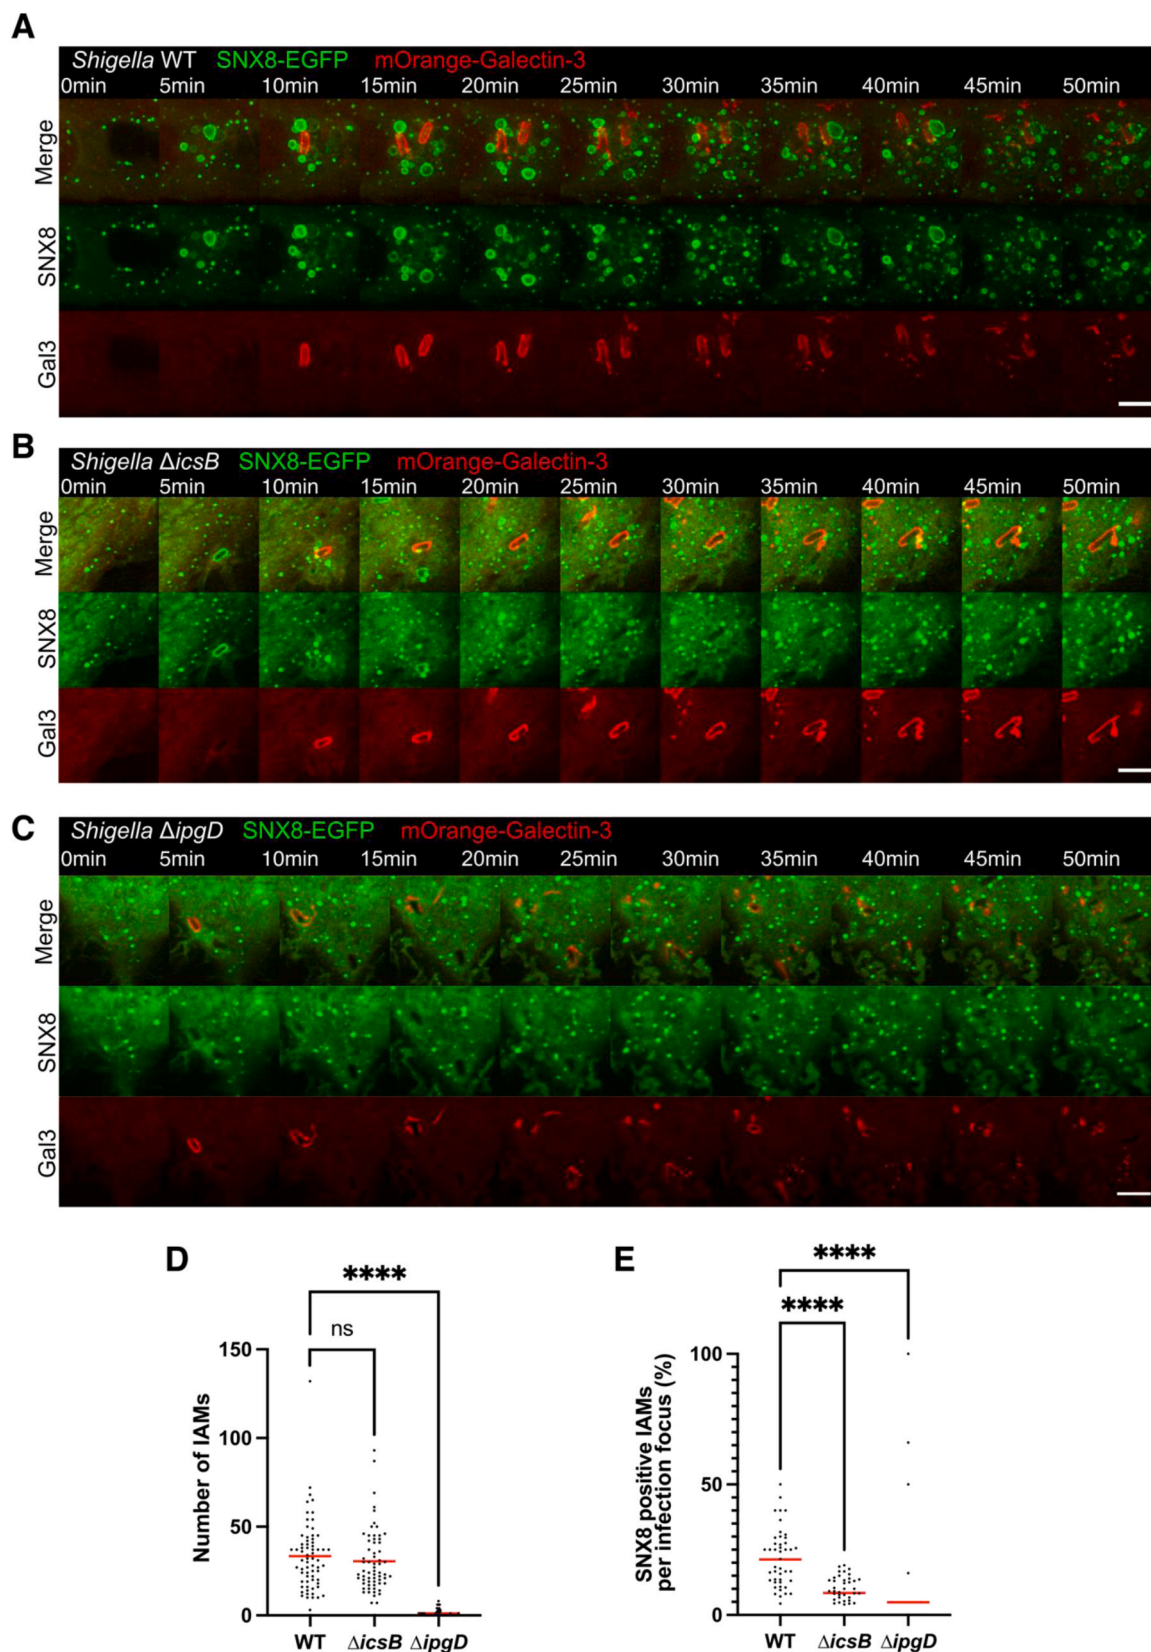 A
Shigella WT SNX8-EGFP mOrange-Galectin-3
0min 5min 10min 15min 20min 25min 30min 35min 40min 45min 50min
Merge
SNX8
Gal3
B
Shigella ΔicsB SNX8-EGFP mOrange-Galectin-3
0min 5min 10min 15min 20min 25min 30min 35min 40min 45min 50min
Merge
SNX8
Gal3
C
Shigella ΔipgD SNX8-EGFP mOrange-Galectin-3
0min 5min 10min 15min 20min 25min 30min 35min 40min 45min 50min
Merge
SNX8
Gal3
D
****
ns
Number of IAMs
150
100
50
0
WT ΔicsB ΔipgD
E
****
****
SNX8 positive IAMs
per infection focus (%)
100
50
0
WT ΔicsB ΔipgD